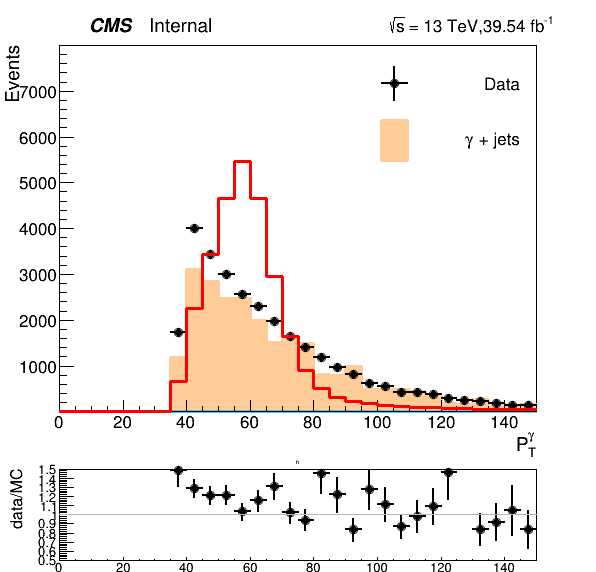 CMS Internal √s = 13 TeV,39.54 fb⁻¹
Events
7000
6000
5000
4000
3000
2000
1000
Data
γ + jets
0 20 40 60 80 100 120 140
P_T^γ
h
data/MC
1.5
1.4
1.3
1.2
1.1
1
0.9
0.8
0.7
0.6
0.5
0 20 40 60 80 100 120 140